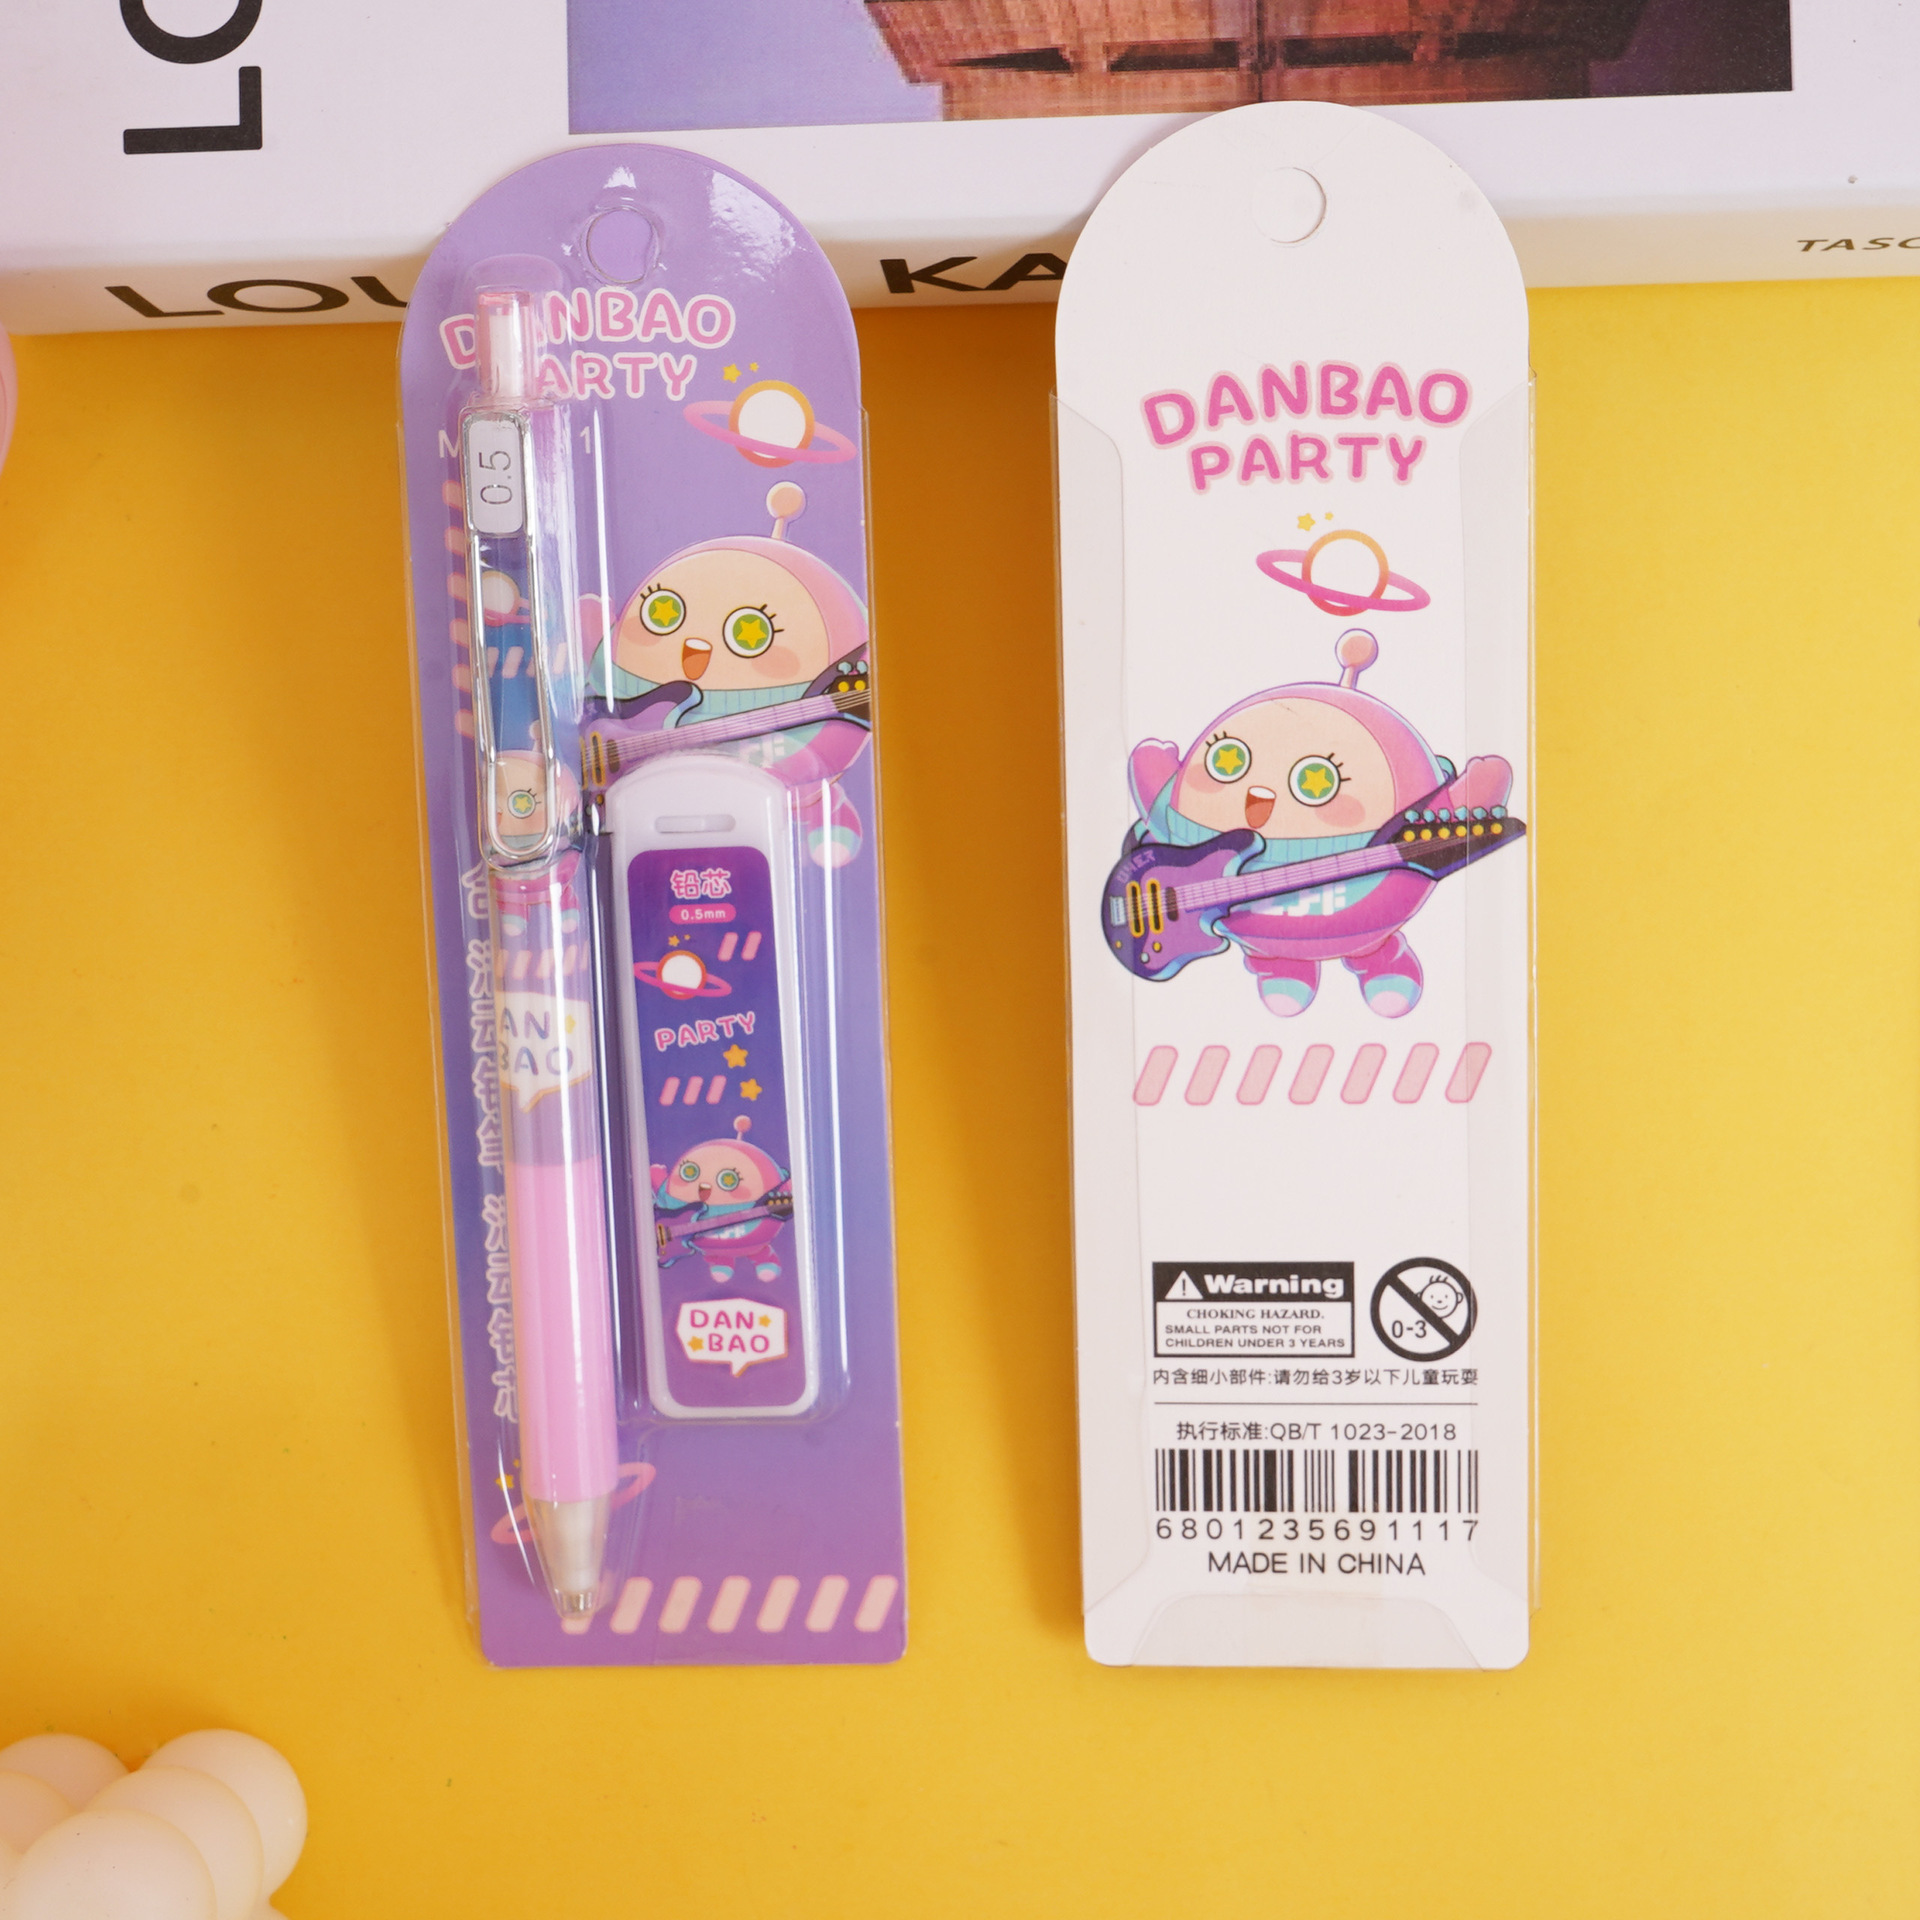 LO
LOU
KA
TASC
DANBAO
PARTY
0.5
铅芯
0.5mm
PARTY
DAN
BAO
AN
BAO
DANBAO
PARTY
Warning
CHOKING HAZARD.
SMALL PARTS NOT FOR
CHILDREN UNDER 3 YEARS
0-3
内含细小部件:请勿给3岁以下儿童玩耍
执行标准:QB/T 1023-2018
6801235691117
MADE IN CHINA